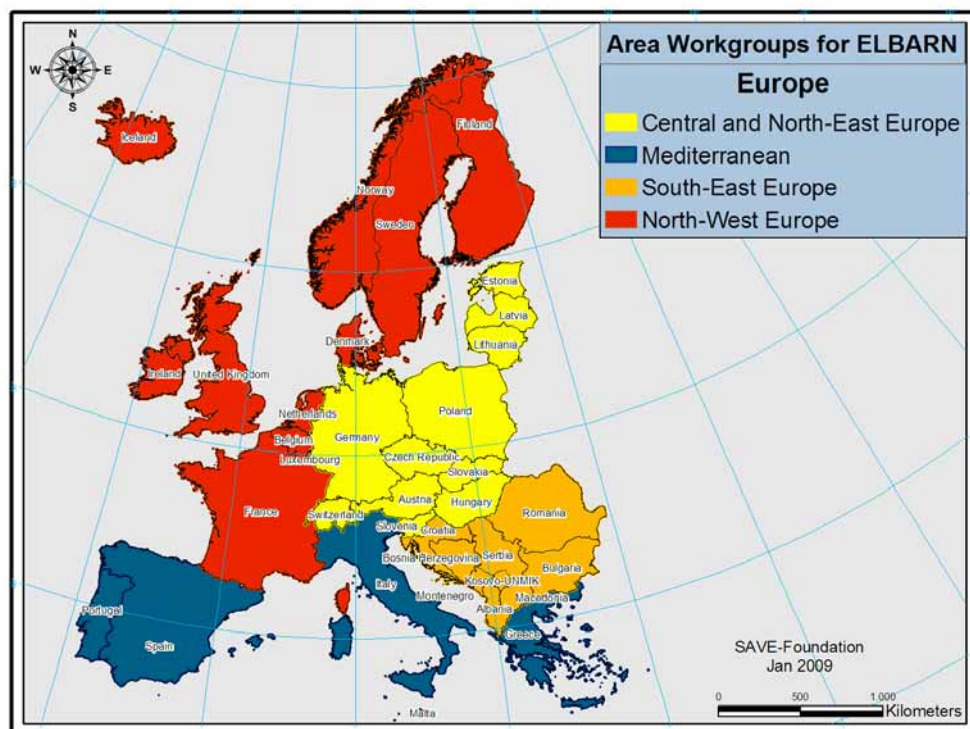 Area Workgroups for ELBARN
Europe
Central and North-East Europe
Mediterranean
South-East Europe
North-West Europe
N
W E
S
Iceland
Finland
Norway
Sweden
Estonia
Latvia
Lithuania
Denmark
Ireland
United Kingdom
Netherlands
Poland
Belgium
Germany
Luxembourg
Czech Republic
Slovakia
Austria
Hungary
France
Switzerland
Romania
Slovenia
Croatia
Bosnia Herzegovina
Serbia
Bulgaria
Kosovo-UNMIK
Italy
Montenegro
Macedonia
Albania
Portugal
Greece
Spain
Malta
SAVE-Foundation
Jan 2009
0 500 1.000
Kilometers